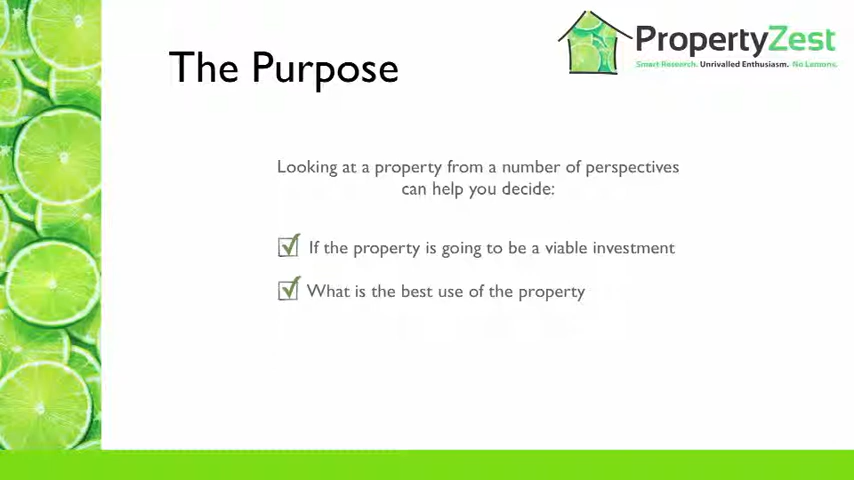 The Purpose
PropertyZest
Smart Research. Unrivalled Enthusiasm. No Lemons.
Looking at a property from a number of perspectives
can help you decide:
If the property is going to be a viable investment
What is the best use of the property